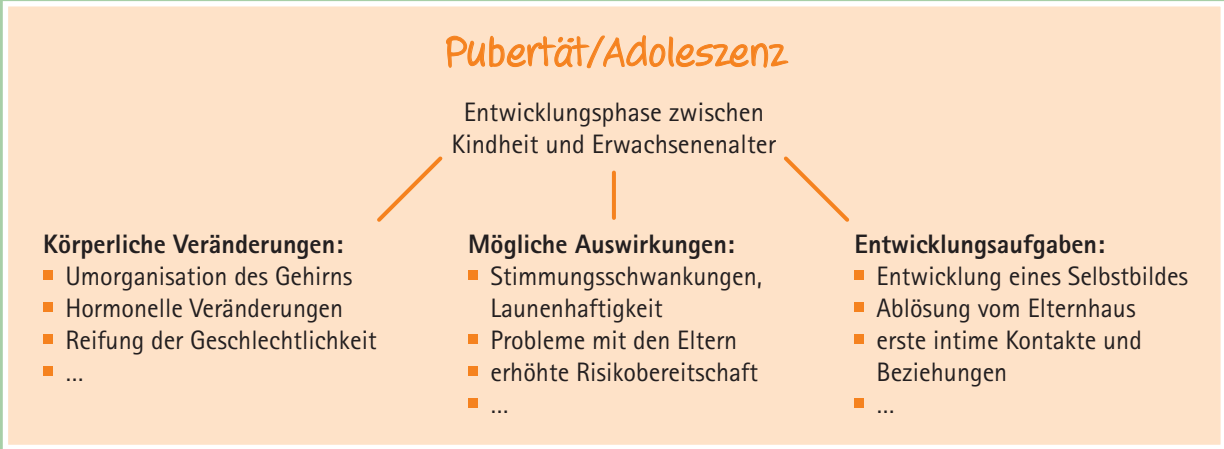 Pubertät/Adoleszenz
Entwicklungsphase zwischen
Kindheit und Erwachsenenalter
Körperliche Veränderungen:
Umorganisation des Gehirns
Hormonelle Veränderungen
Reifung der Geschlechtlichkeit
...
Mögliche Auswirkungen:
Stimmungsschwankungen,
Launenhaftigkeit
Probleme mit den Eltern
erhöhte Risikobereitschaft
...
Entwicklungsaufgaben:
Entwicklung eines Selbstbildes
Ablösung vom Elternhaus
erste intime Kontakte und
Beziehungen
...